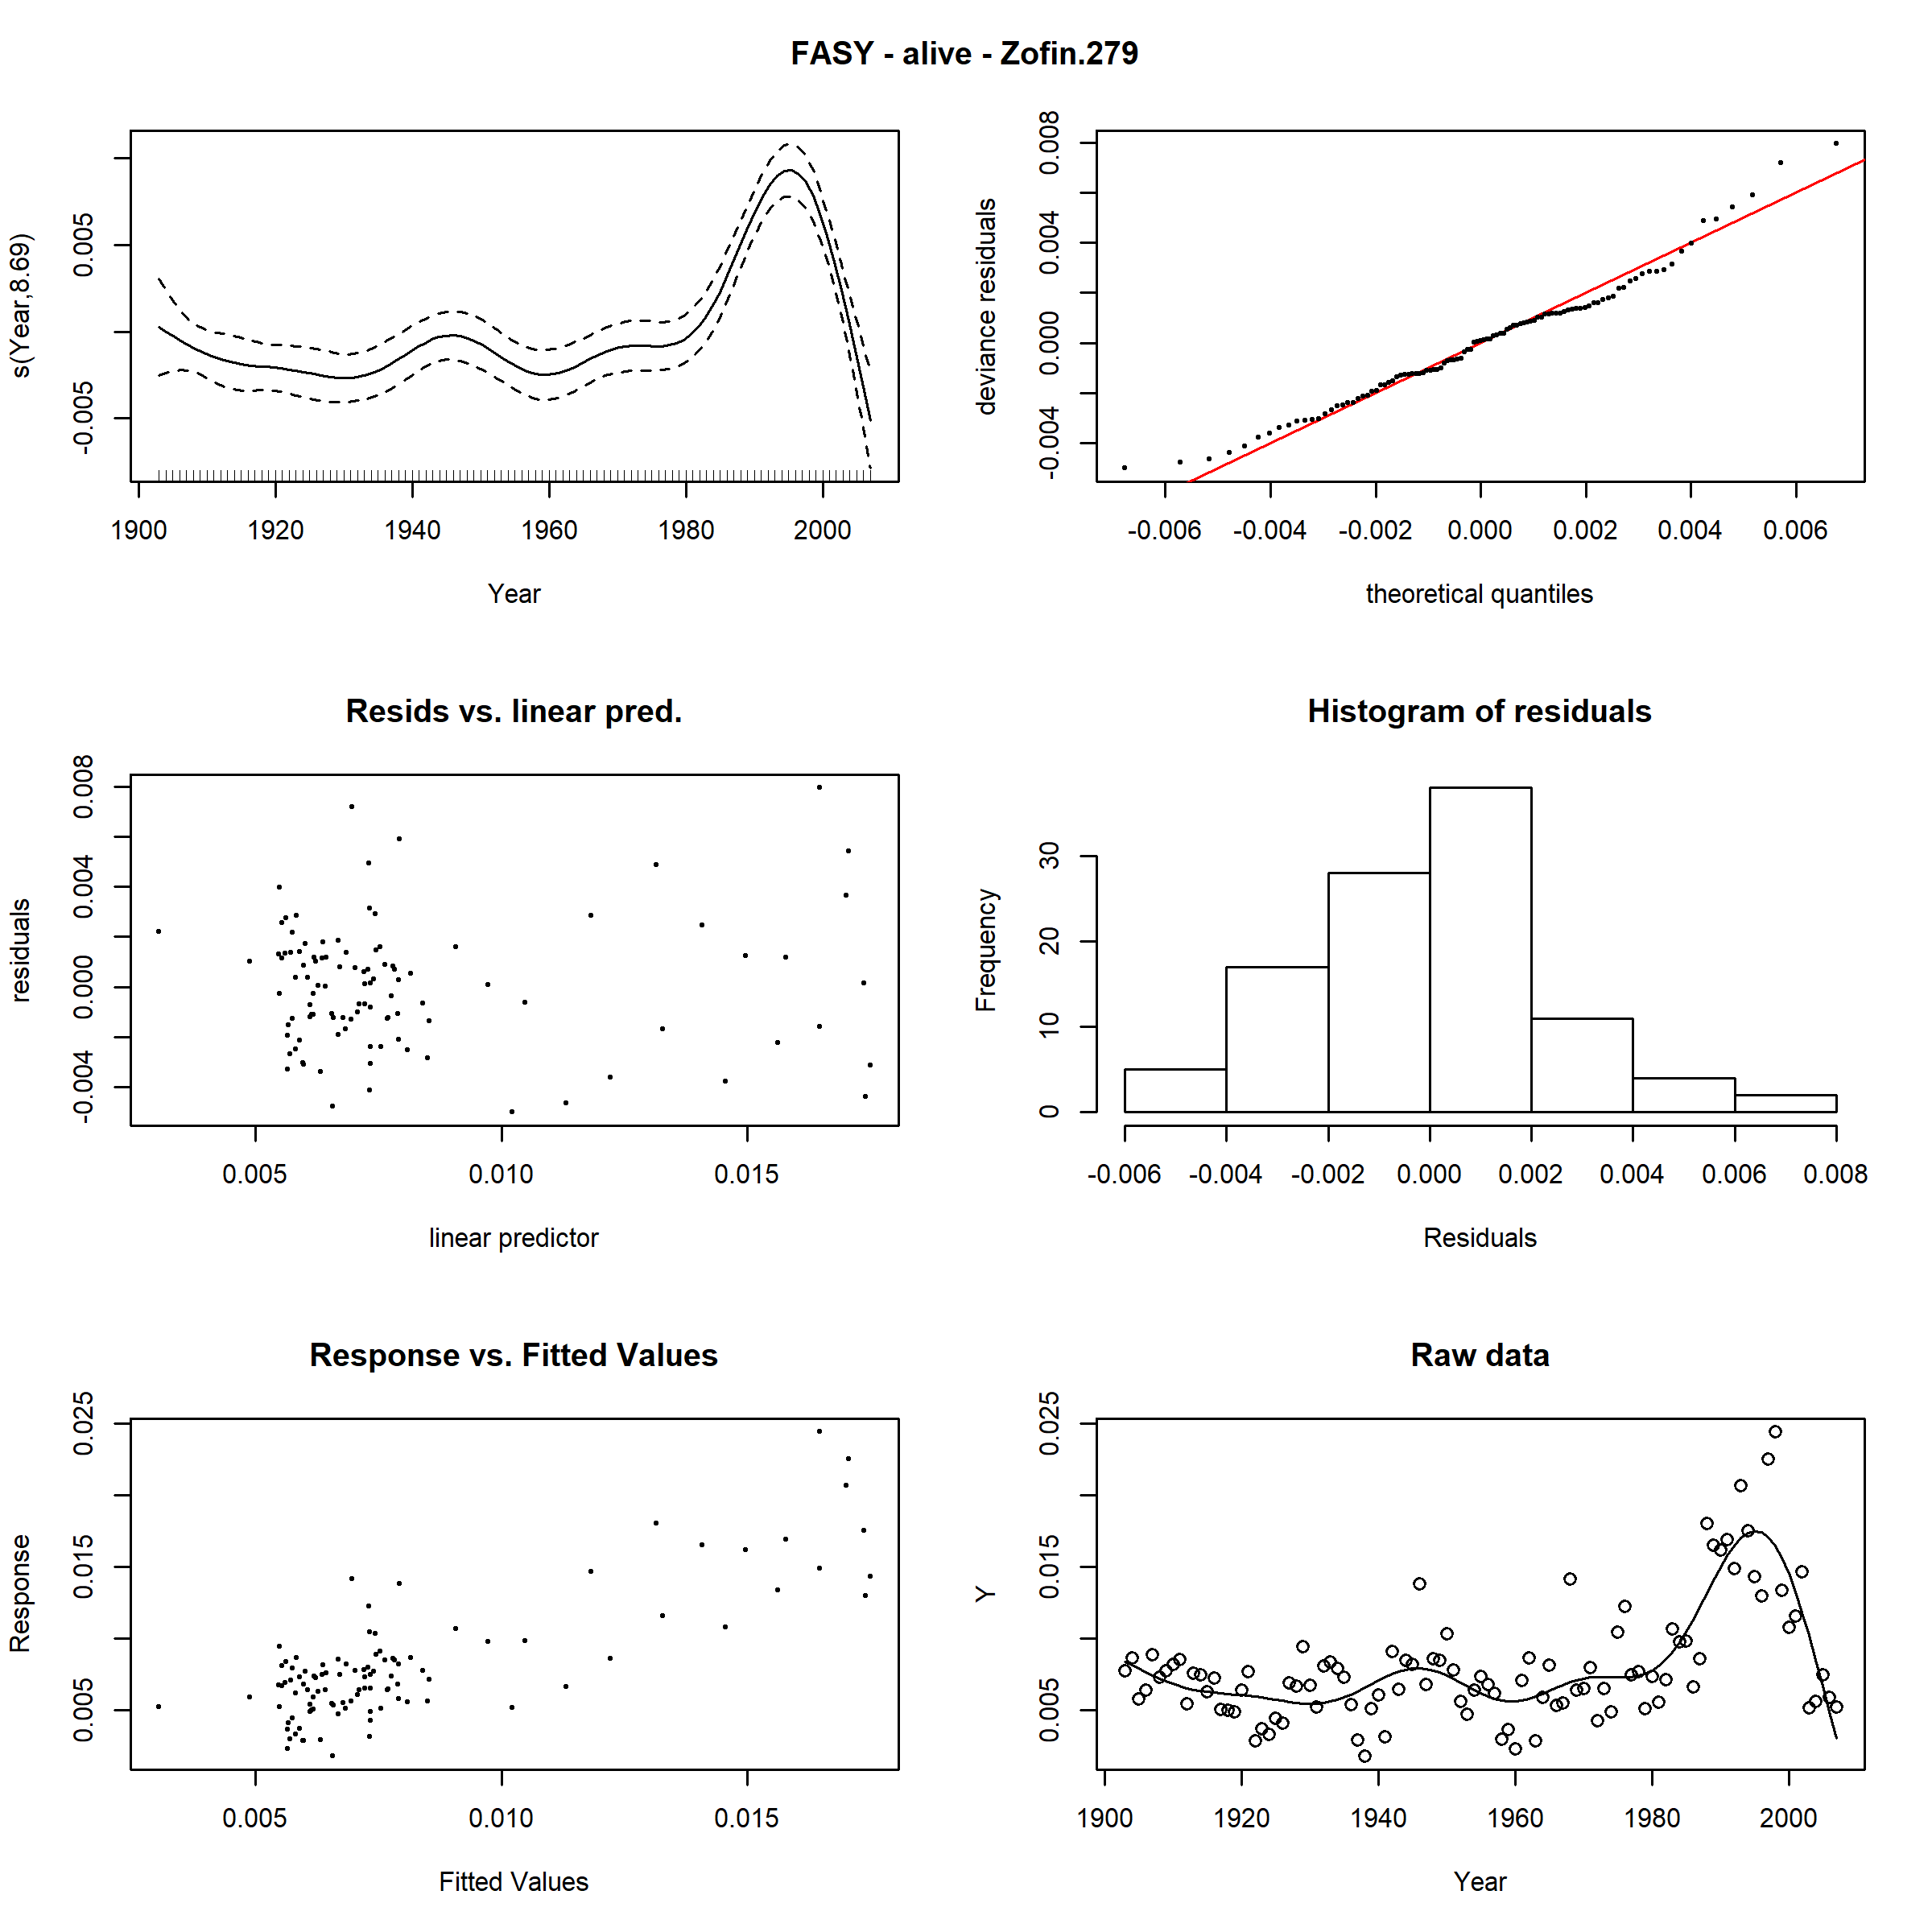 FASY - alive - Zofin.279
s(Year,8.69)
-0.005 0.005
1900 1920 1940 1960 1980 2000
Year
deviance residuals
-0.004 0.000 0.004 0.008
-0.006 -0.004 -0.002 0.000 0.002 0.004 0.006
theoretical quantiles
Resids vs. linear pred.
residuals
-0.004 0.000 0.004 0.008
0.005 0.010 0.015
linear predictor
Histogram of residuals
Frequency
0 10 20 30
-0.006 -0.004 -0.002 0.000 0.002 0.004 0.006 0.008
Residuals
Response vs. Fitted Values
Response
0.005 0.015 0.025
0.005 0.010 0.015
Fitted Values
Raw data
Y
0.005 0.015 0.025
1900 1920 1940 1960 1980 2000
Year